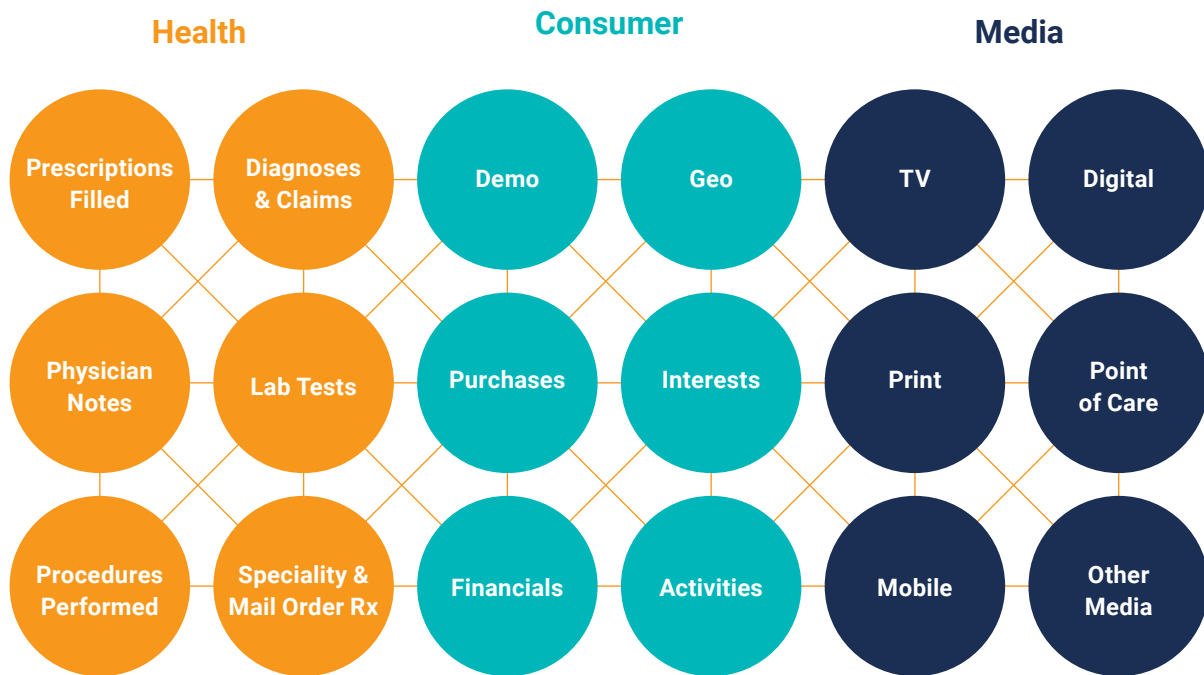 Health
Consumer
Media
Prescriptions
Filled
Diagnoses
& Claims
Demo
Geo
TV
Digital
Physician
Notes
Lab Tests
Purchases
Interests
Print
Point
of Care
Procedures
Performed
Speciality &
Mail Order Rx
Financials
Activities
Mobile
Other
Media